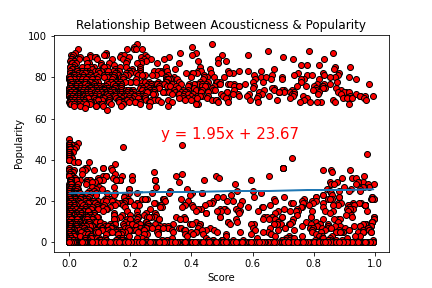 Relationship Between Acousticness & Popularity
100
80
60
40
20
0
Popularity
y = 1.95x + 23.67
0.0 0.2 0.4 0.6 0.8 1.0
Score